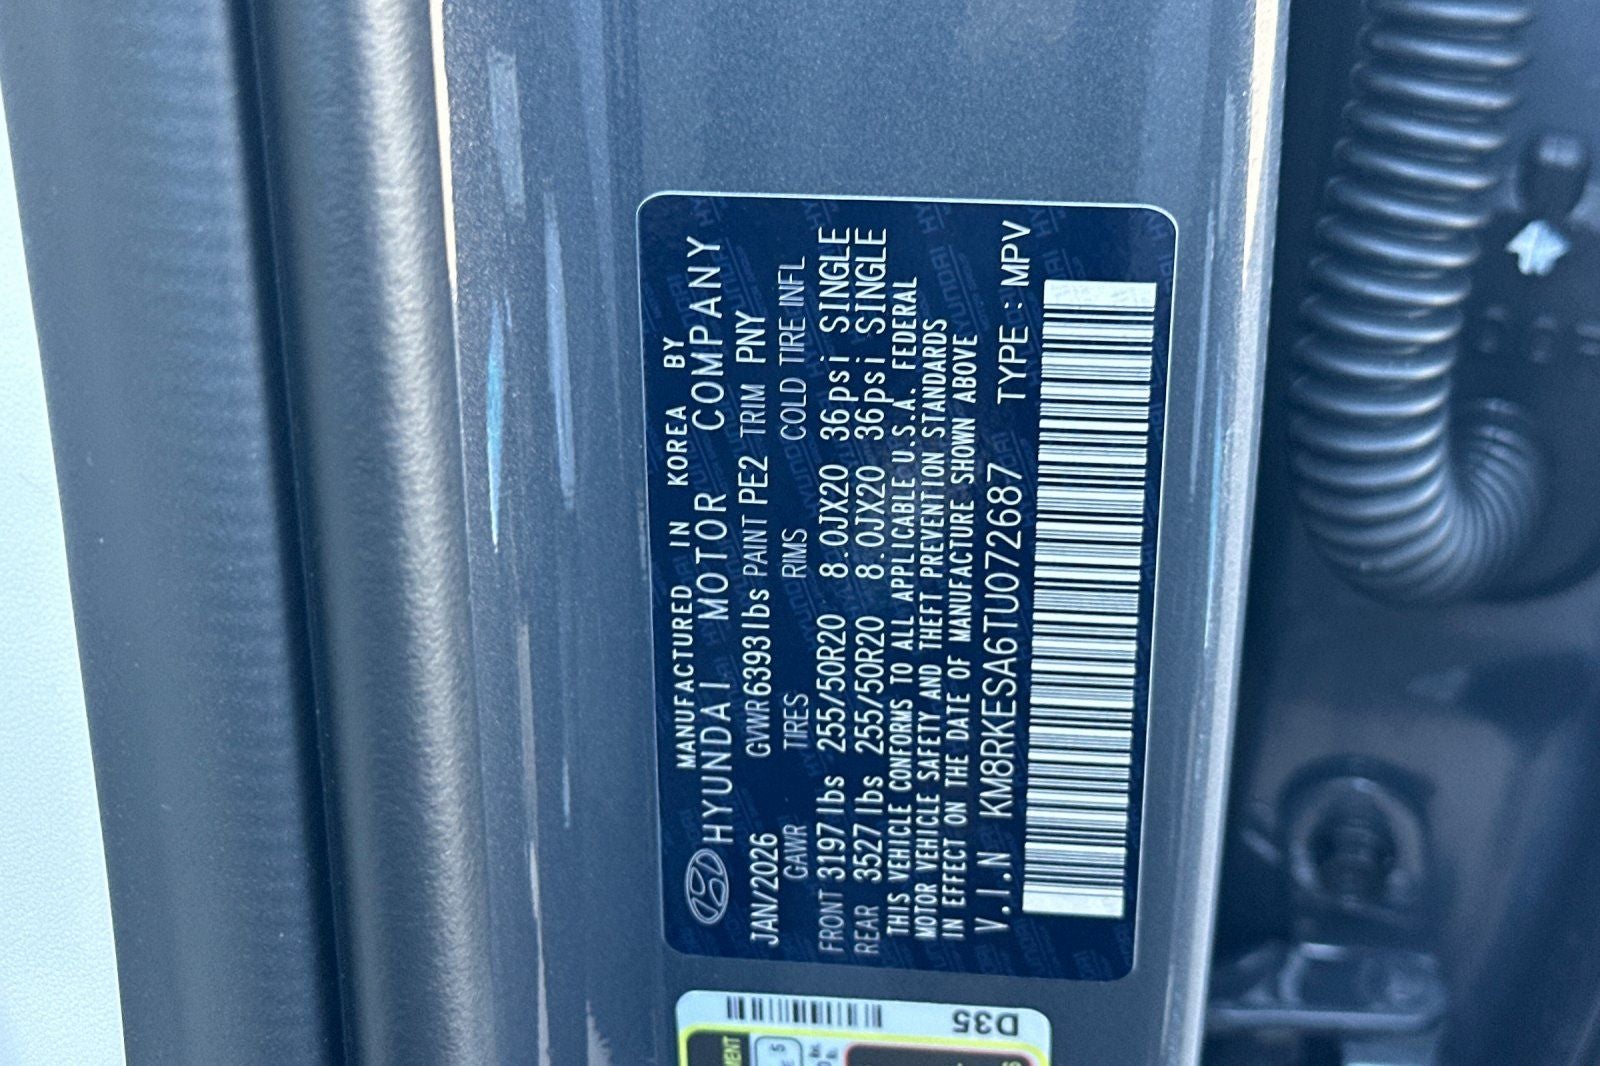 MANUFACTURED IN KOREA BY
HYUNDAI MOTOR COMPANY
JAN/2026 GVWR 6393 lbs PAINT PE2 TRIM PNY
GAWR TIRES RIMS COLD TIRE INFL
FRONT 3197 lbs 255/50R20 8.0JX20 36psi SINGLE
REAR 3527 lbs 255/50R20 8.0JX20 36psi SINGLE
THIS VEHICLE CONFORMS TO ALL APPLICABLE U.S.A. FEDERAL
MOTOR VEHICLE SAFETY AND THEFT PREVENTION STANDARDS
IN EFFECT ON THE DATE OF MANUFACTURE SHOWN ABOVE
V.I.N KM8RKESA6TU072687 TYPE : MPV
D35